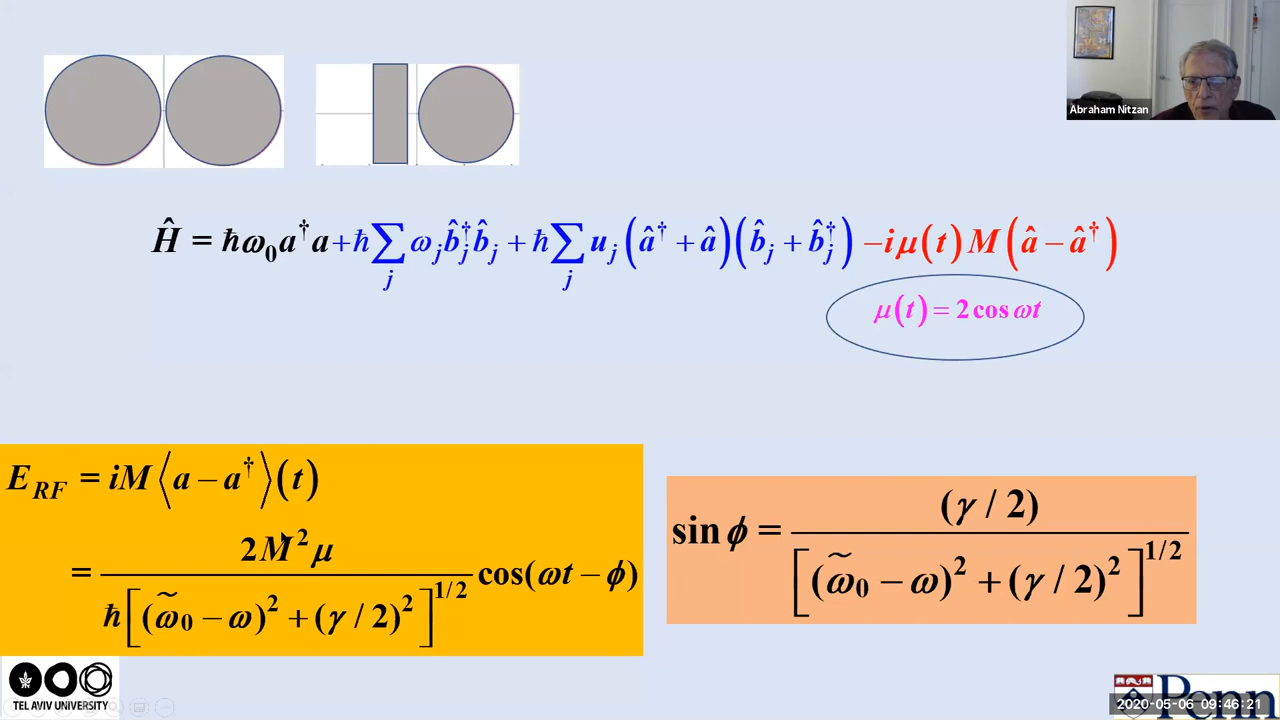 Abraham Nitzan
Ĥ = ħω₀a†a+ħ∑ⱼ ωⱼb̂ⱼ†b̂ⱼ + ħ∑ⱼ uⱼ(â† + â)(b̂ⱼ + b̂ⱼ†) −iμ(t)M(â − â†)
μ(t) = 2cos ωt
E_RF = iM⟨a − a†⟩(t)
= 2M²μ / ħ[(ω̃₀ − ω)² + (γ / 2)²]^1/2 cos(ωt − ϕ)
sin ϕ = (γ / 2) / [(ω̃₀ − ω)² + (γ / 2)²]^1/2
TEL AVIV UNIVERSITY
Penn
2020-05-06 09:46:21